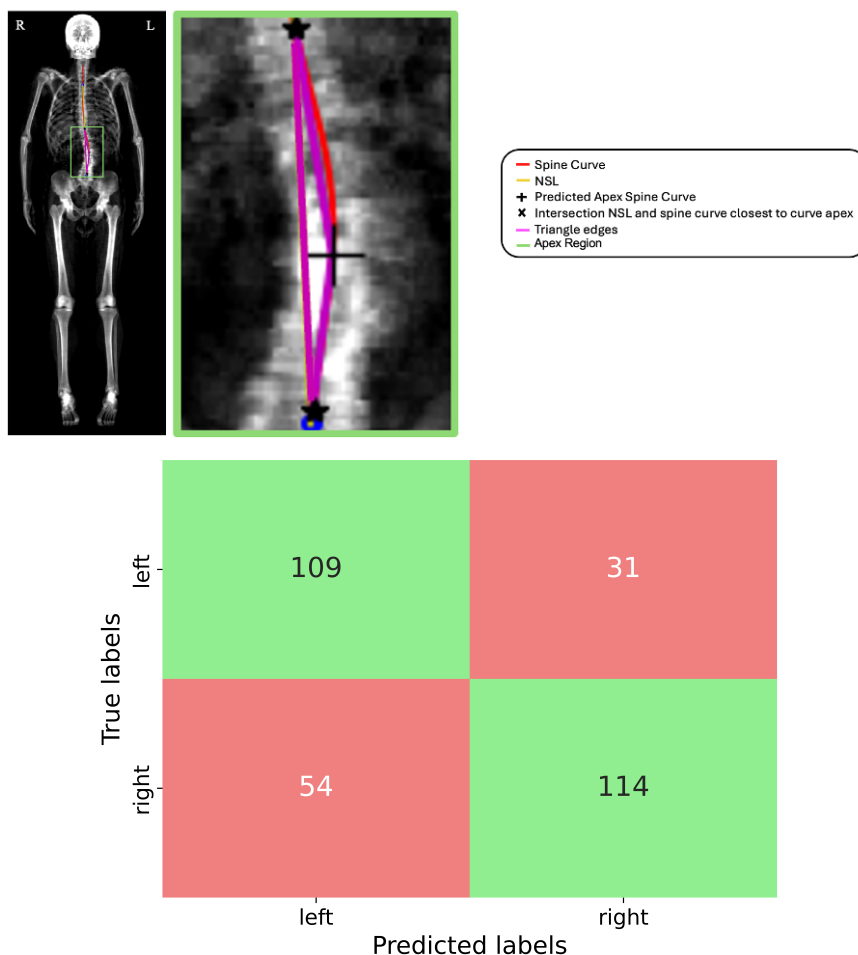 R L
Spine Curve
NSL
Predicted Apex Spine Curve
Intersection NSL and spine curve closest to curve apex
Triangle edges
Apex Region
109 31
54 114
True labels
left
right
left right
Predicted labels